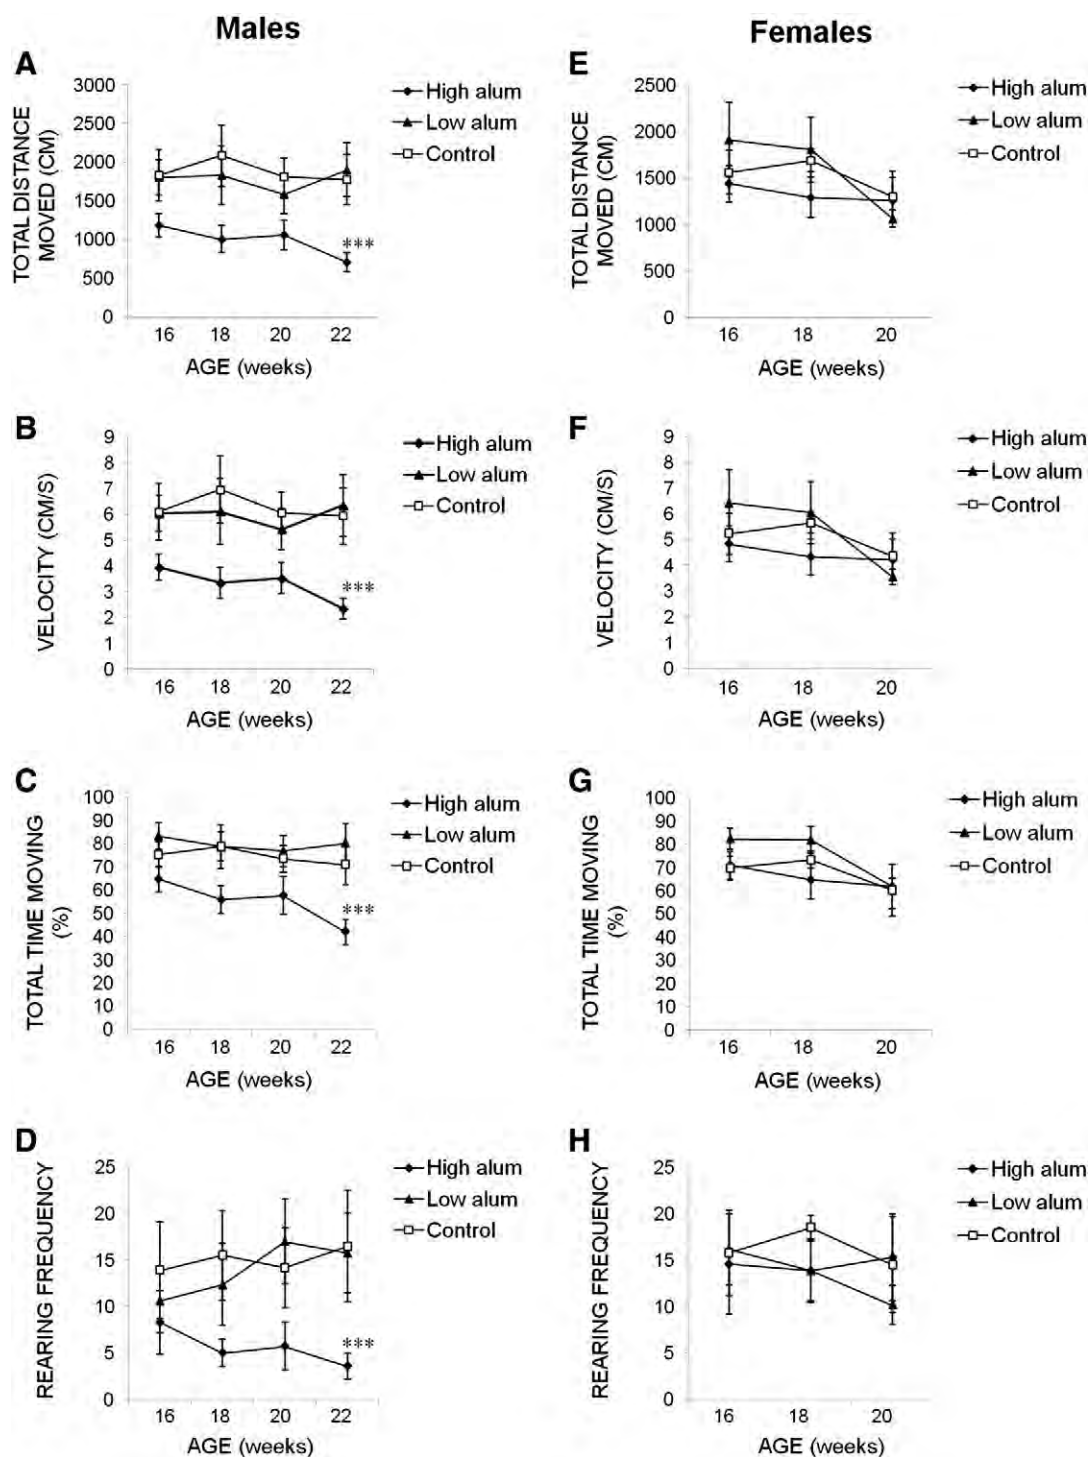 Males
Females
A
3000
2500
2000
1500
1000
500
0
TOTAL DISTANCE
MOVED (CM)
16 18 20 22
AGE (weeks)
High alum
Low alum
Control
***
E
2500
2000
1500
1000
500
0
TOTAL DISTANCE
MOVED (CM)
16 18 20
AGE (weeks)
High alum
Low alum
Control
B
9
8
7
6
5
4
3
2
1
0
VELOCITY (CM/S)
16 18 20 22
AGE (weeks)
High alum
Low alum
Control
***
F
9
8
7
6
5
4
3
2
1
0
VELOCITY (CM/S)
16 18 20
AGE (weeks)
High alum
Low alum
Control
C
100
90
80
70
60
50
40
30
20
10
0
TOTAL TIME MOVING
(%)
16 18 20 22
AGE (weeks)
High alum
Low alum
Control
***
G
100
90
80
70
60
50
40
30
20
10
0
TOTAL TIME MOVING
(%)
16 18 20
AGE (weeks)
High alum
Low alum
Control
D
25
20
15
10
5
0
REARING FREQUENCY
16 18 20 22
AGE (weeks)
High alum
Low alum
Control
***
H
25
20
15
10
5
0
REARING FREQUENCY
16 18 20
AGE (weeks)
High alum
Low alum
Control